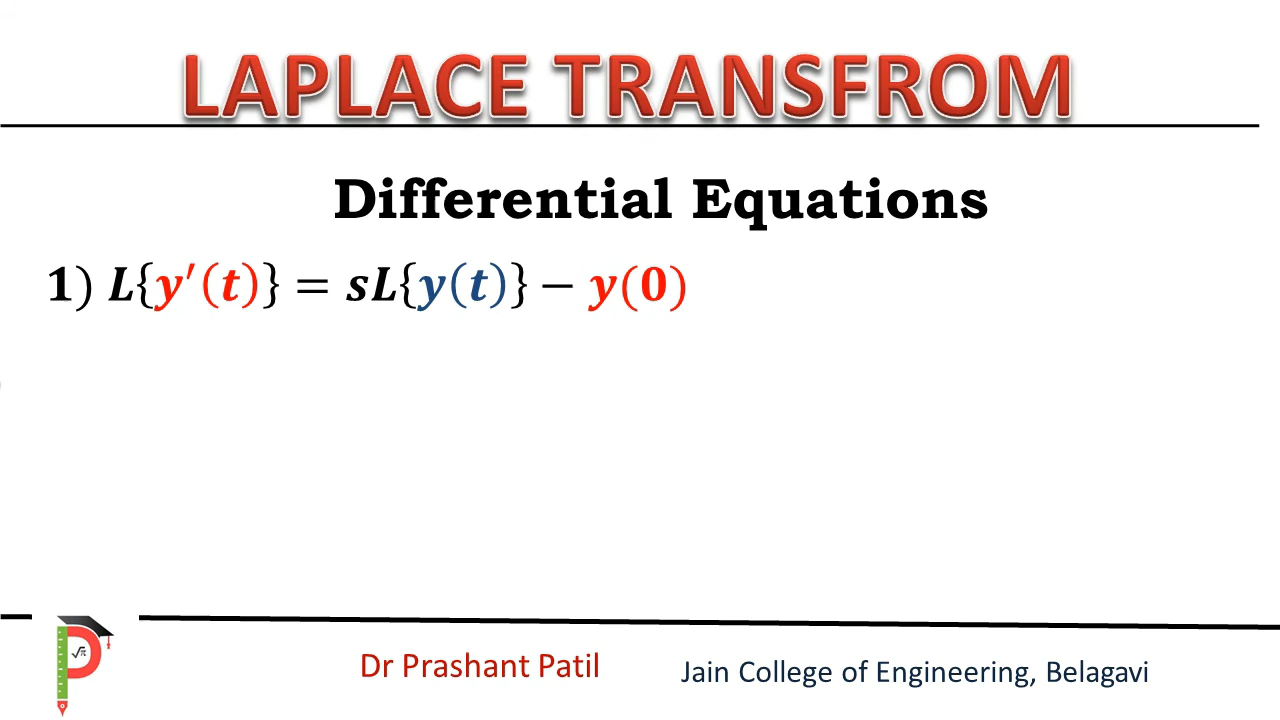 LAPLACE TRANSFROM
Differential Equations
1) L{y′(t)} = sL{y(t)} − y(0)
√π
Dr Prashant Patil
Jain College of Engineering, Belagavi